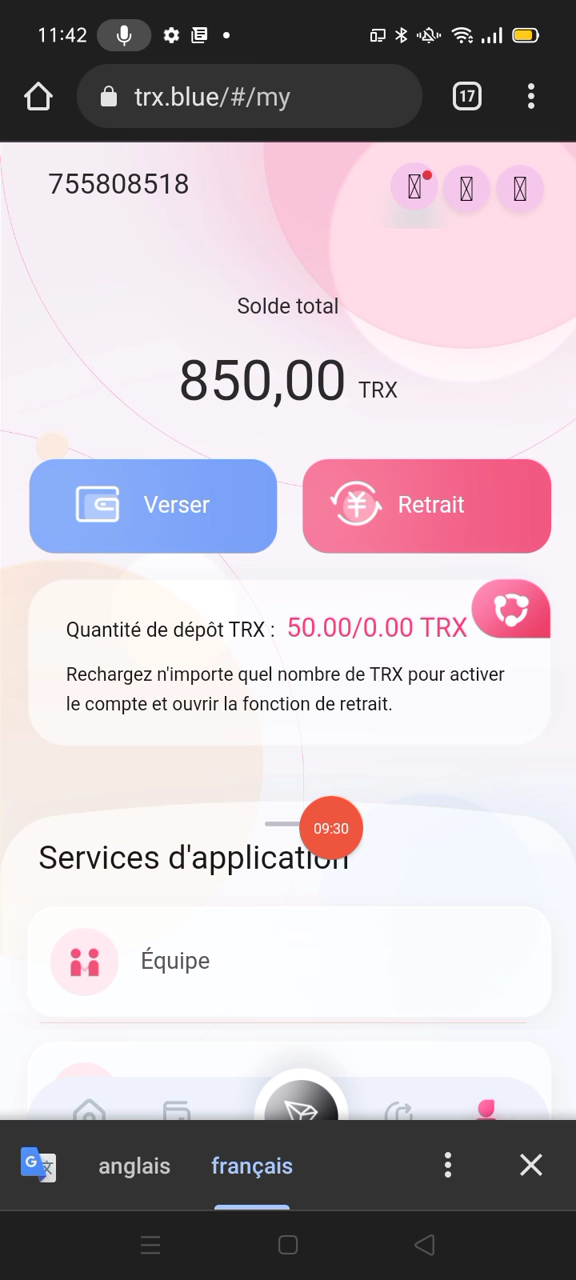 11:42
trx.blue/#/my
17
755808518
Solde total
850,00 TRX
Verser
Retrait
Quantité de dépôt TRX : 50.00/0.00 TRX
Rechargez n'importe quel nombre de TRX pour activer
le compte et ouvrir la fonction de retrait.
09:30
Services d'application
Équipe
anglais
français